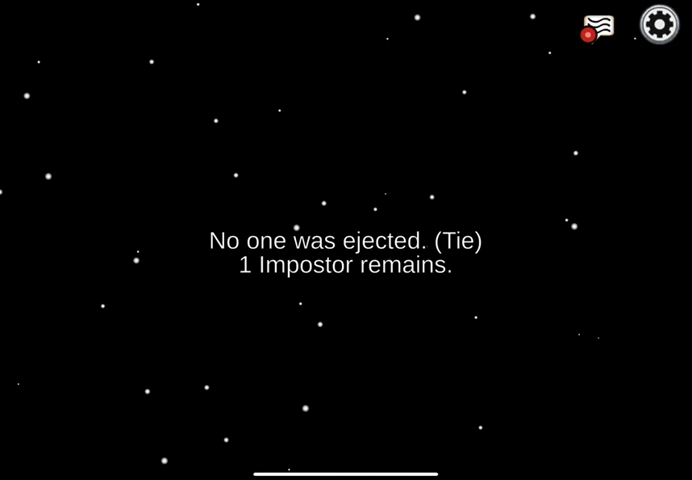 No one was ejected. (Tie)
1 Impostor remains.